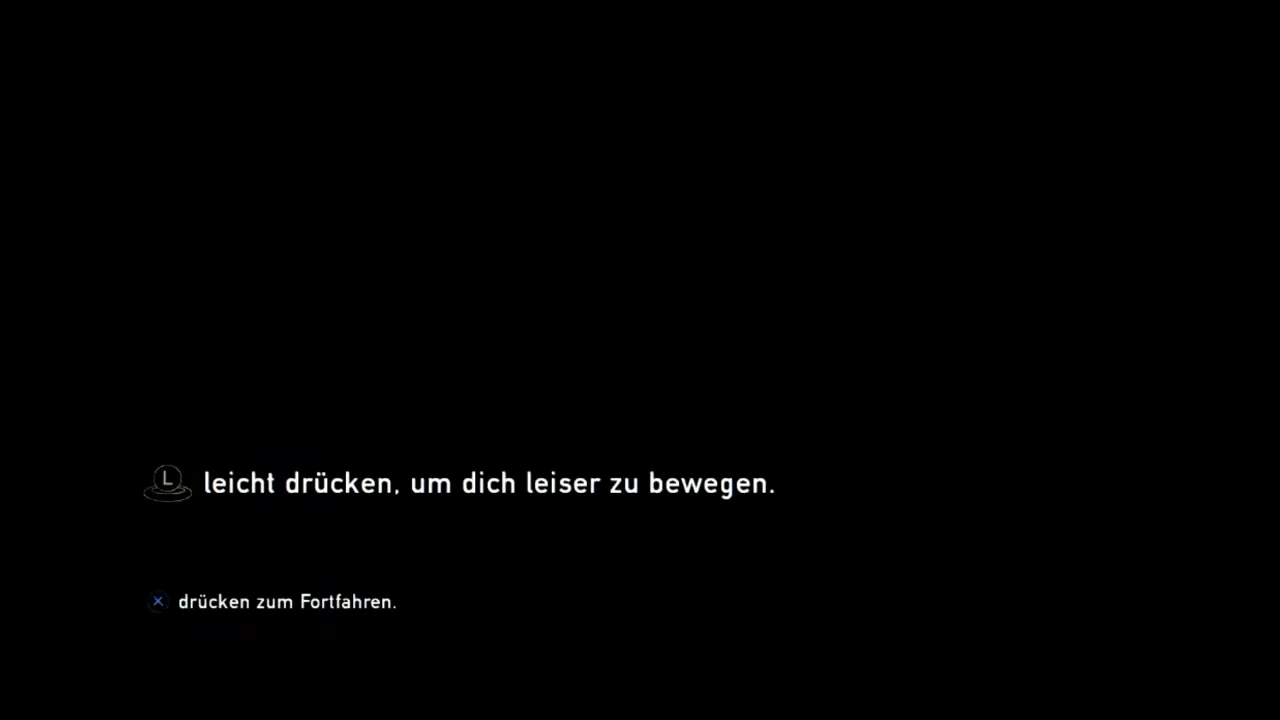 L leicht drücken, um dich leiser zu bewegen.
drücken zum Fortfahren.